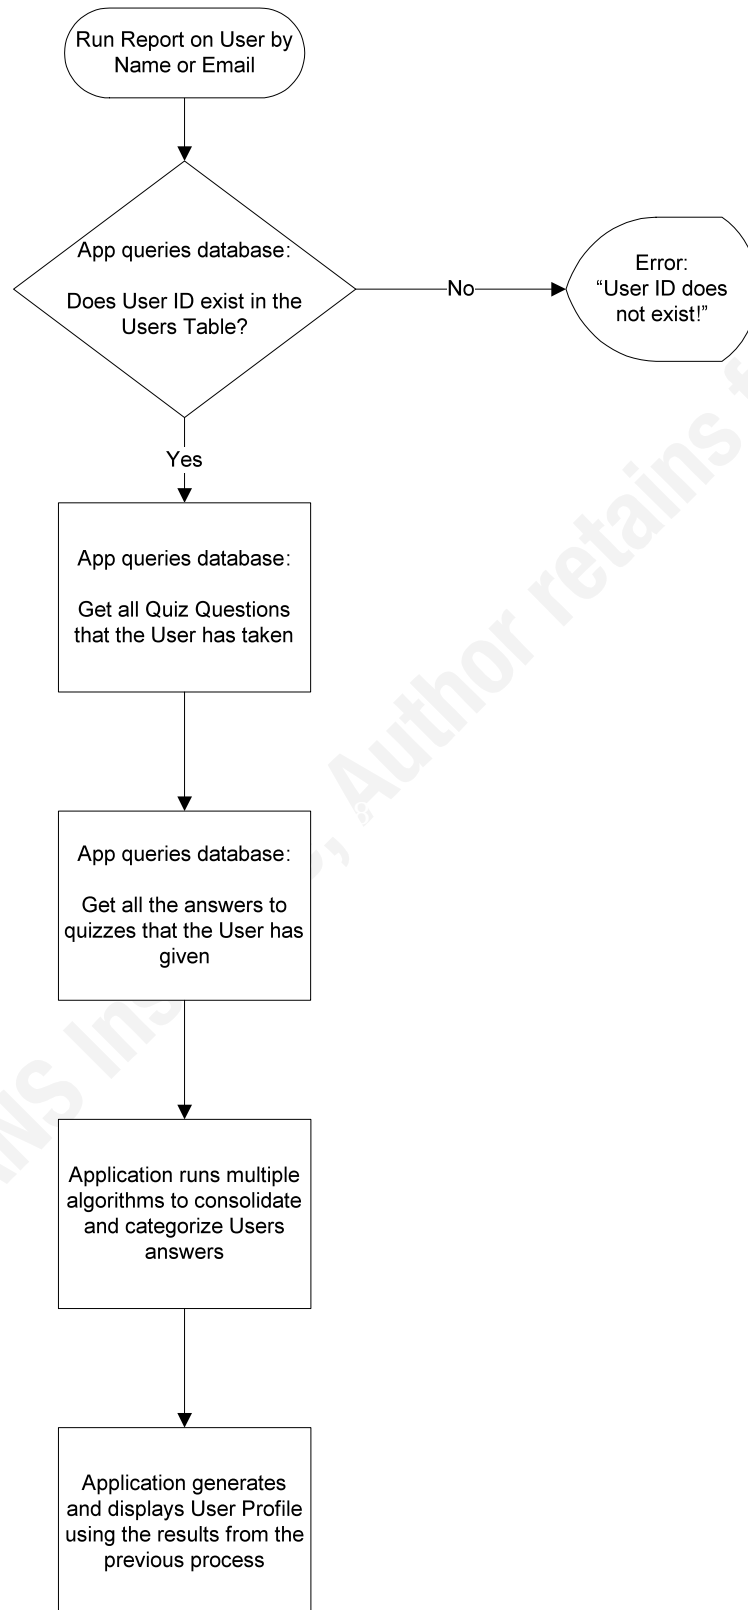 Run Report on User by
Name or Email
App queries database:
Does User ID exist in the
Users Table?
No
Error:
“User ID does
not exist!”
Yes
App queries database:
Get all Quiz Questions
that the User has taken
App queries database:
Get all the answers to
quizzes that the User has
given
Application runs multiple
algorithms to consolidate
and categorize Users
answers
Application generates
and displays User Profile
using the results from the
previous process
Author retains